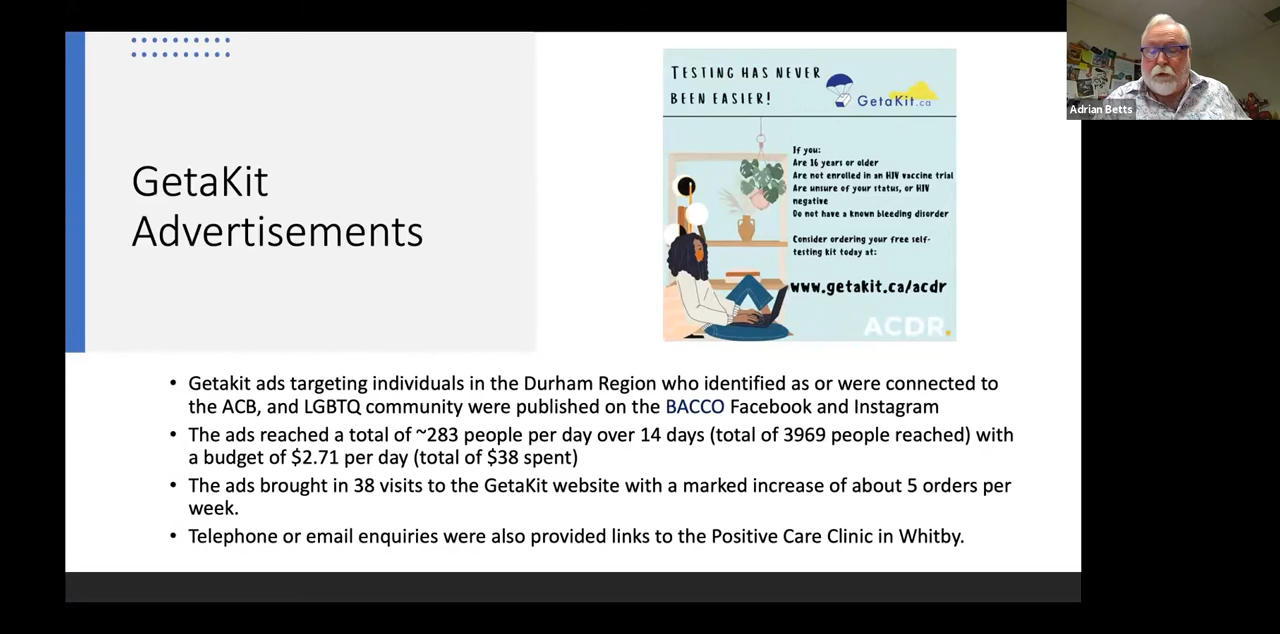 GetaKit
Advertisements
TESTING HAS NEVER
BEEN EASIER!
GetaKit.ca
If you:
Are 16 years or older
Are not enrolled in an HIV vaccine trial
Are unsure of your status, or HIV
negative
Do not have a known bleeding disorder
Consider ordering your free self-
testing kit today at:
www.getakit.ca/acdr
ACDR.
Adrian Betts
• Getakit ads targeting individuals in the Durham Region who identified as or were connected to
the ACB, and LGBTQ community were published on the BACCO Facebook and Instagram
• The ads reached a total of ~283 people per day over 14 days (total of 3969 people reached) with
a budget of $2.71 per day (total of $38 spent)
• The ads brought in 38 visits to the GetaKit website with a marked increase of about 5 orders per
week.
• Telephone or email enquiries were also provided links to the Positive Care Clinic in Whitby.